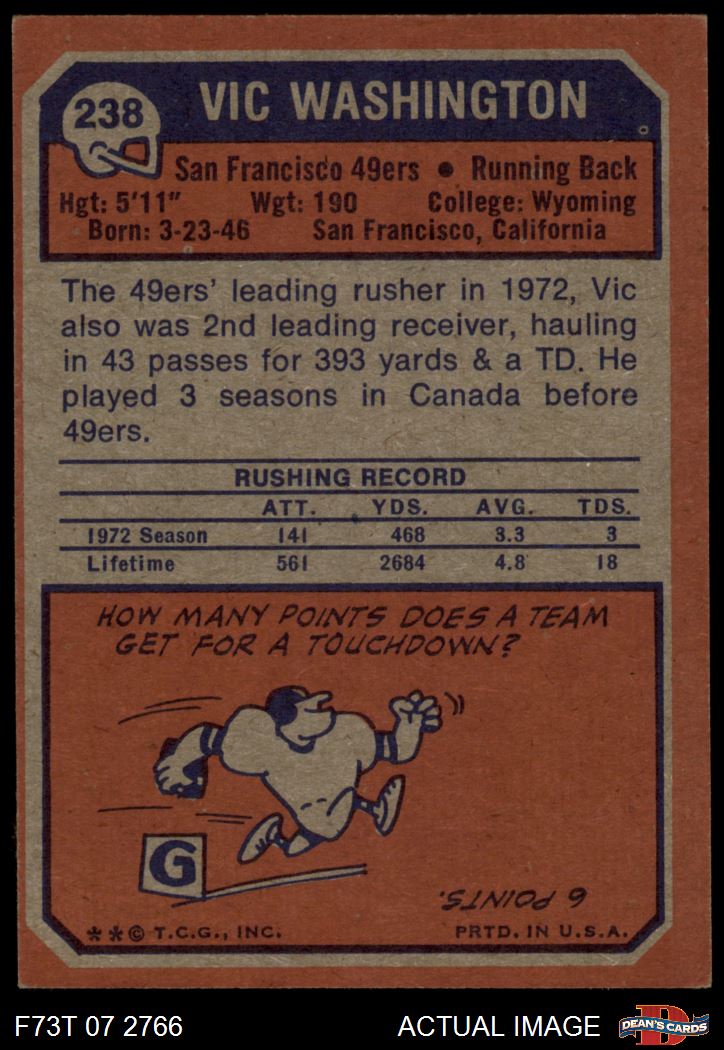 238
VIC WASHINGTON
San Francisco 49ers • Running Back
Hgt: 5'11" Wgt: 190 College: Wyoming
Born: 3-23-46 San Francisco, California
The 49ers' leading rusher in 1972, Vic
also was 2nd leading receiver, hauling
in 43 passes for 393 yards & a TD. He
played 3 seasons in Canada before
49ers.
RUSHING RECORD
ATT. YDS. AVG. TDS.
1972 Season 141 468 3.3 3
Lifetime 561 2684 4.8 18
HOW MANY POINTS DOES A TEAM
GET FOR A TOUCHDOWN?
G
6 POINTS.
**© T.C.G., INC. PRTD. IN U.S.A.
F73T 07 2766 ACTUAL IMAGE
D
DEAN'S CARDS